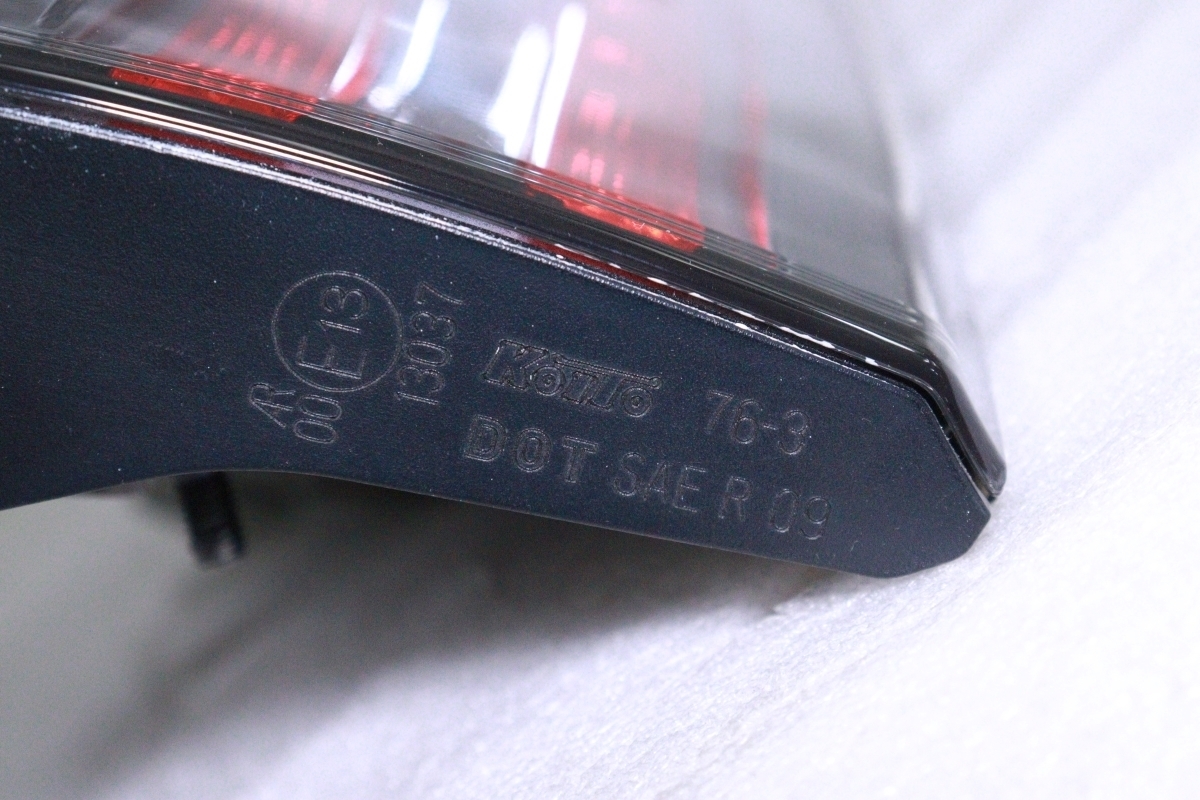 E13
AR
00
13037
KOITO 76-3
DOT SAE R 09